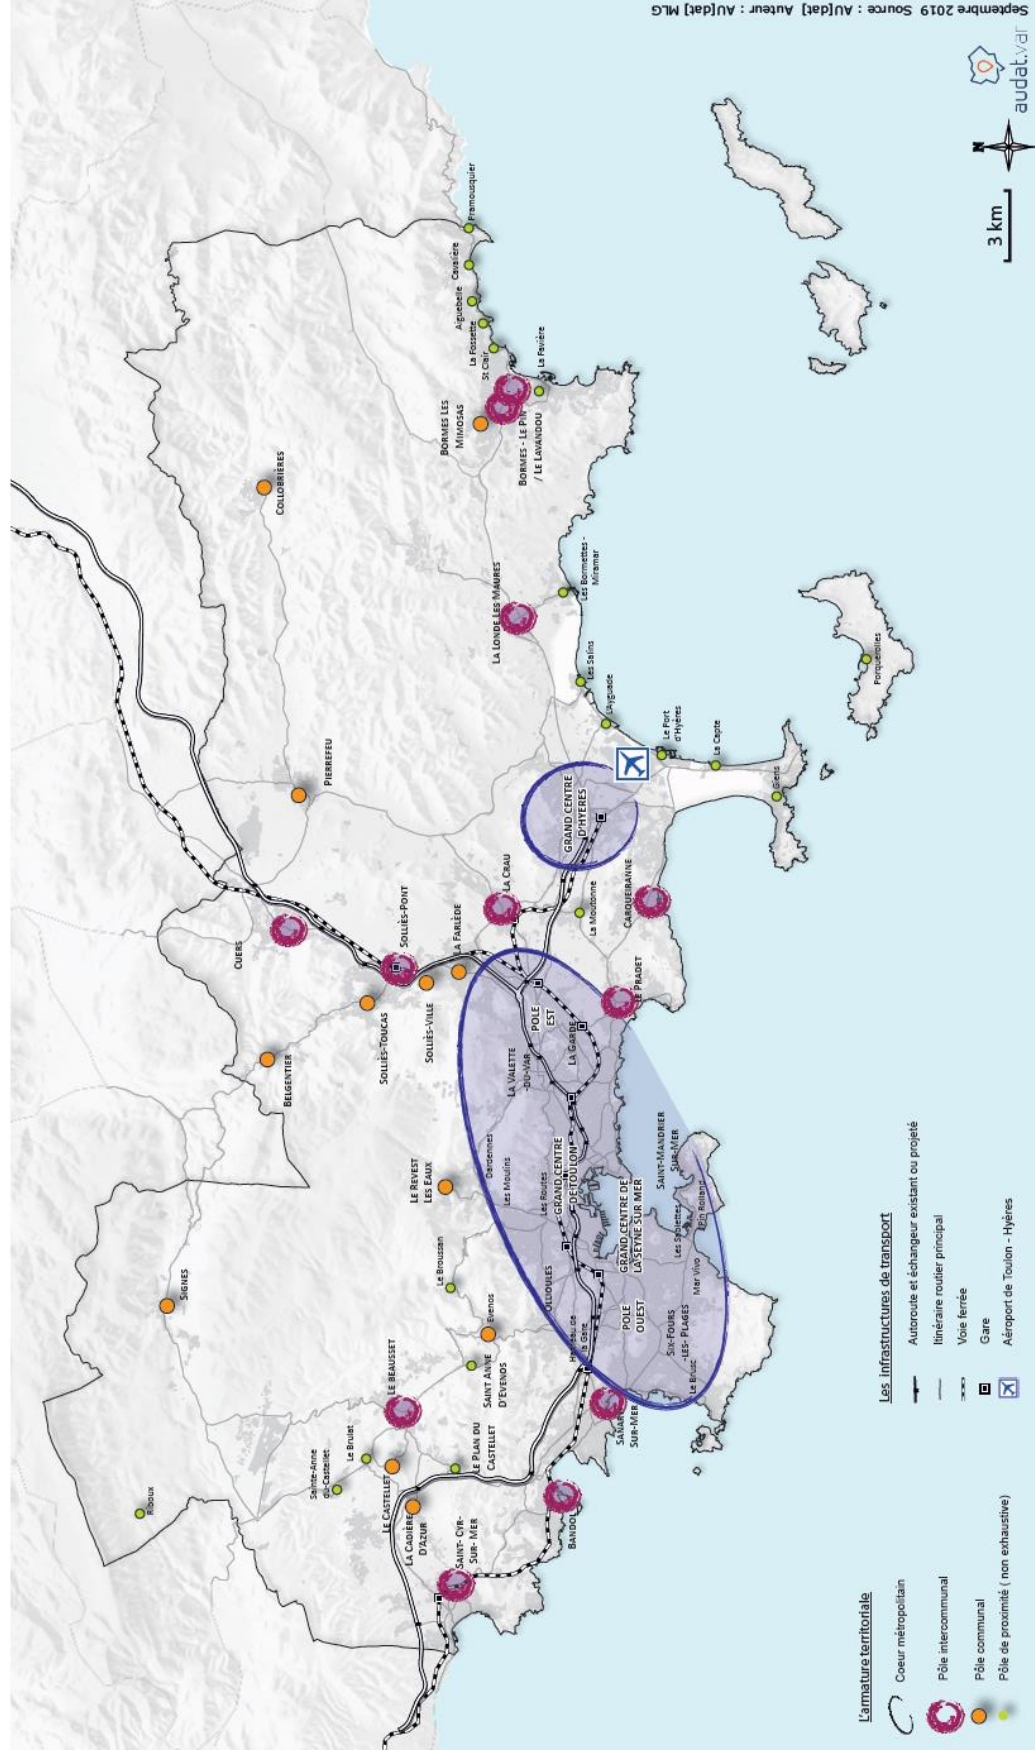 Septembre 2019 Source : AU[dat] Auteur : AU[dat] MLG
audat.var
N
3 km
Riboux
SIGNES
BELGENTIER
CUERS
PIERREFEU
COLLOBRIERES
SOLLIÈS-TOUCAS
SOLLIÈS-PONT
SOLLIÈS-VILLE
LA FARLÈDE
LE REVEST
LES EAUX
Le Broussan
Evenos
SAINT ANNE
D'EVENOS
LE BEAUSSET
Le Brulat
Sainte-Anne
du-Castellet
LE CASTELLET
LE PLAN DU
CASTELLET
LA CADIÈRE
D'AZUR
SAINT- CYR-
SUR- MER
BANDOL
SANARY
SUR-MER
OLLIOULES
Hameau de
la Gare
POLE
OUEST
SIX-FOURS
-LES- PLAGES
Le Brusc
Mar Vivo
Les Sablettes
Pin Rolland
SAINT-MANDRIER
SUR-MER
GRAND CENTRE DE
LA SEYNE SUR MER
GRAND CENTRE
DE TOULON
Les Routes
Les Moulins
Dardennes
LA VALETTE
-DU-VAR
POLE
EST
LA GARDE
LE PRADET
CARQUEIRANNE
La Moutonne
LA CRAU
GRAND CENTRE
D'HYERES
L'Ayguade
Les Salins
Le Port
d'Hyères
La Capte
Giens
Porquerolles
LA LONDE LES MAURES
Les Bormettes -
Miramar
BORMES LES
MIMOSAS
BORMES - LE PIN
/ LE LAVANDOU
La Favière
St Clair
La Fossette
Aiguebelle
Cavalière
Pramousquier
L'armature territoriale
Coeur métropolitain
Pôle intercommunal
Pôle communal
Pôle de proximité ( non exhaustive)
Les infrastructures de transport
Autoroute et échangeur existant ou projeté
Itinéraire routier principal
Voie ferrée
Gare
Aéroport de Toulon - Hyères